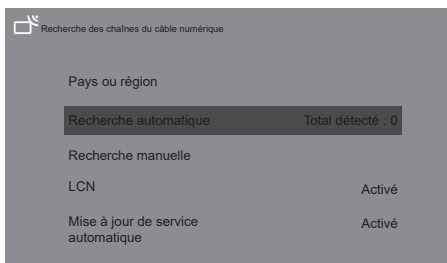 Recherche des chaînes du câble numérique
Pays ou région
Recherche automatique Total détecté : 0
Recherche manuelle
LCN Activé
Mise à jour de service Activé
automatique